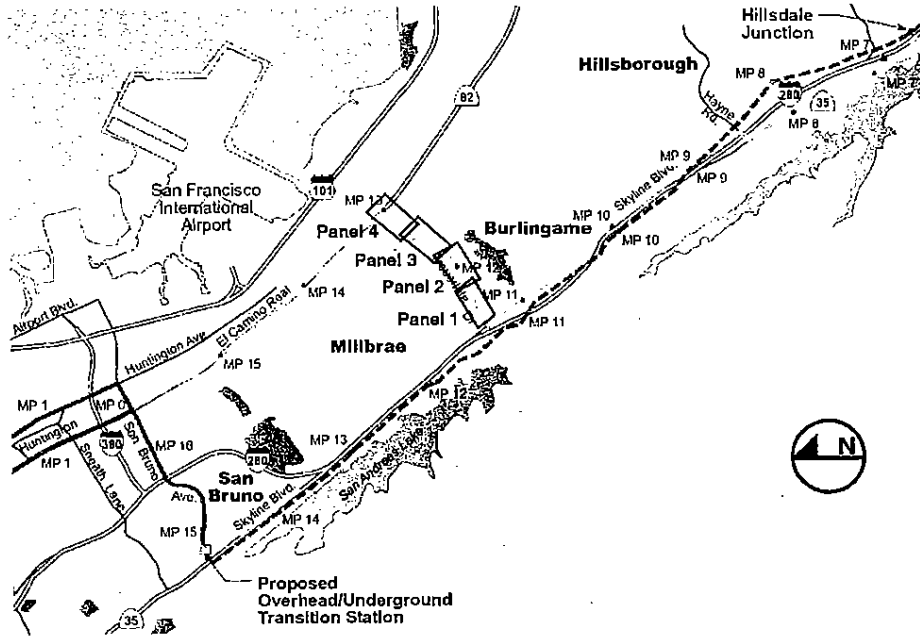 Hillsdale
Junction
MP 7
Hillsborough
MP 8
280
35
MP 7
MP 8
Hayne
Rd.
82
MP 9
MP 9
Skyline Blvd.
San Francisco
International
Airport
101
MP 13
MP 10
MP 10
Burlingame
Panel 4
Panel 3
MP 12
Panel 2
MP 11
Panel 1
MP 11
MP 14
El Camino Real
Airport Blvd.
Huntington Ave.
Millbrae
MP 15
MP 12
MP 1
MP 0
Huntington
MP 1
380
San Bruno
Ave.
MP 16
Sneath Lane
MP 13
280
San
Bruno
San Andreas Lake
Skyline Blvd.
MP 14
MP 15
N
Proposed
Overhead/Underground
Transition Station
35